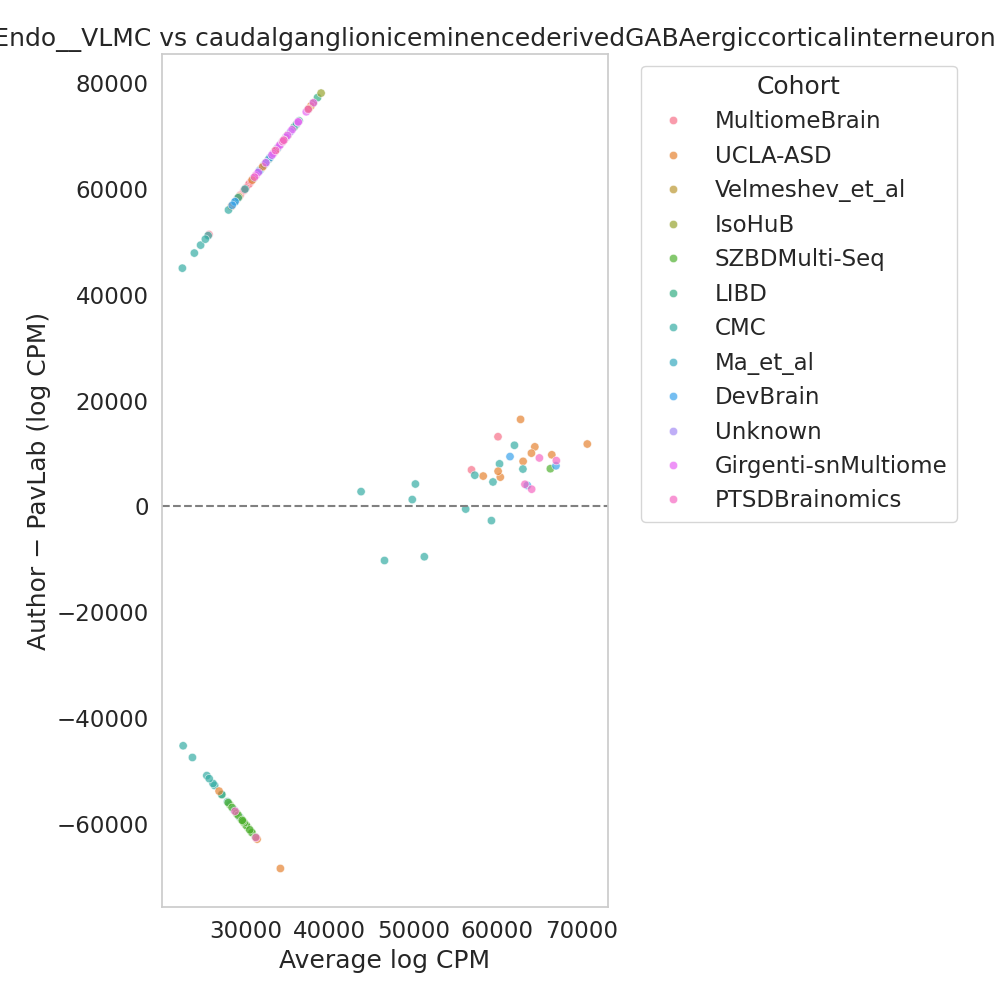 Endo__VLMC vs caudalganglioniceminencederivedGABAergiccorticalinterneuron
Author − PavLab (log CPM)
80000
60000
40000
20000
0
−20000
−40000
−60000
30000 40000 50000 60000 70000
Average log CPM
Cohort
MultiomeBrain
UCLA-ASD
Velmeshev_et_al
IsoHuB
SZBDMulti-Seq
LIBD
CMC
Ma_et_al
DevBrain
Unknown
Girgenti-snMultiome
PTSDBrainomics